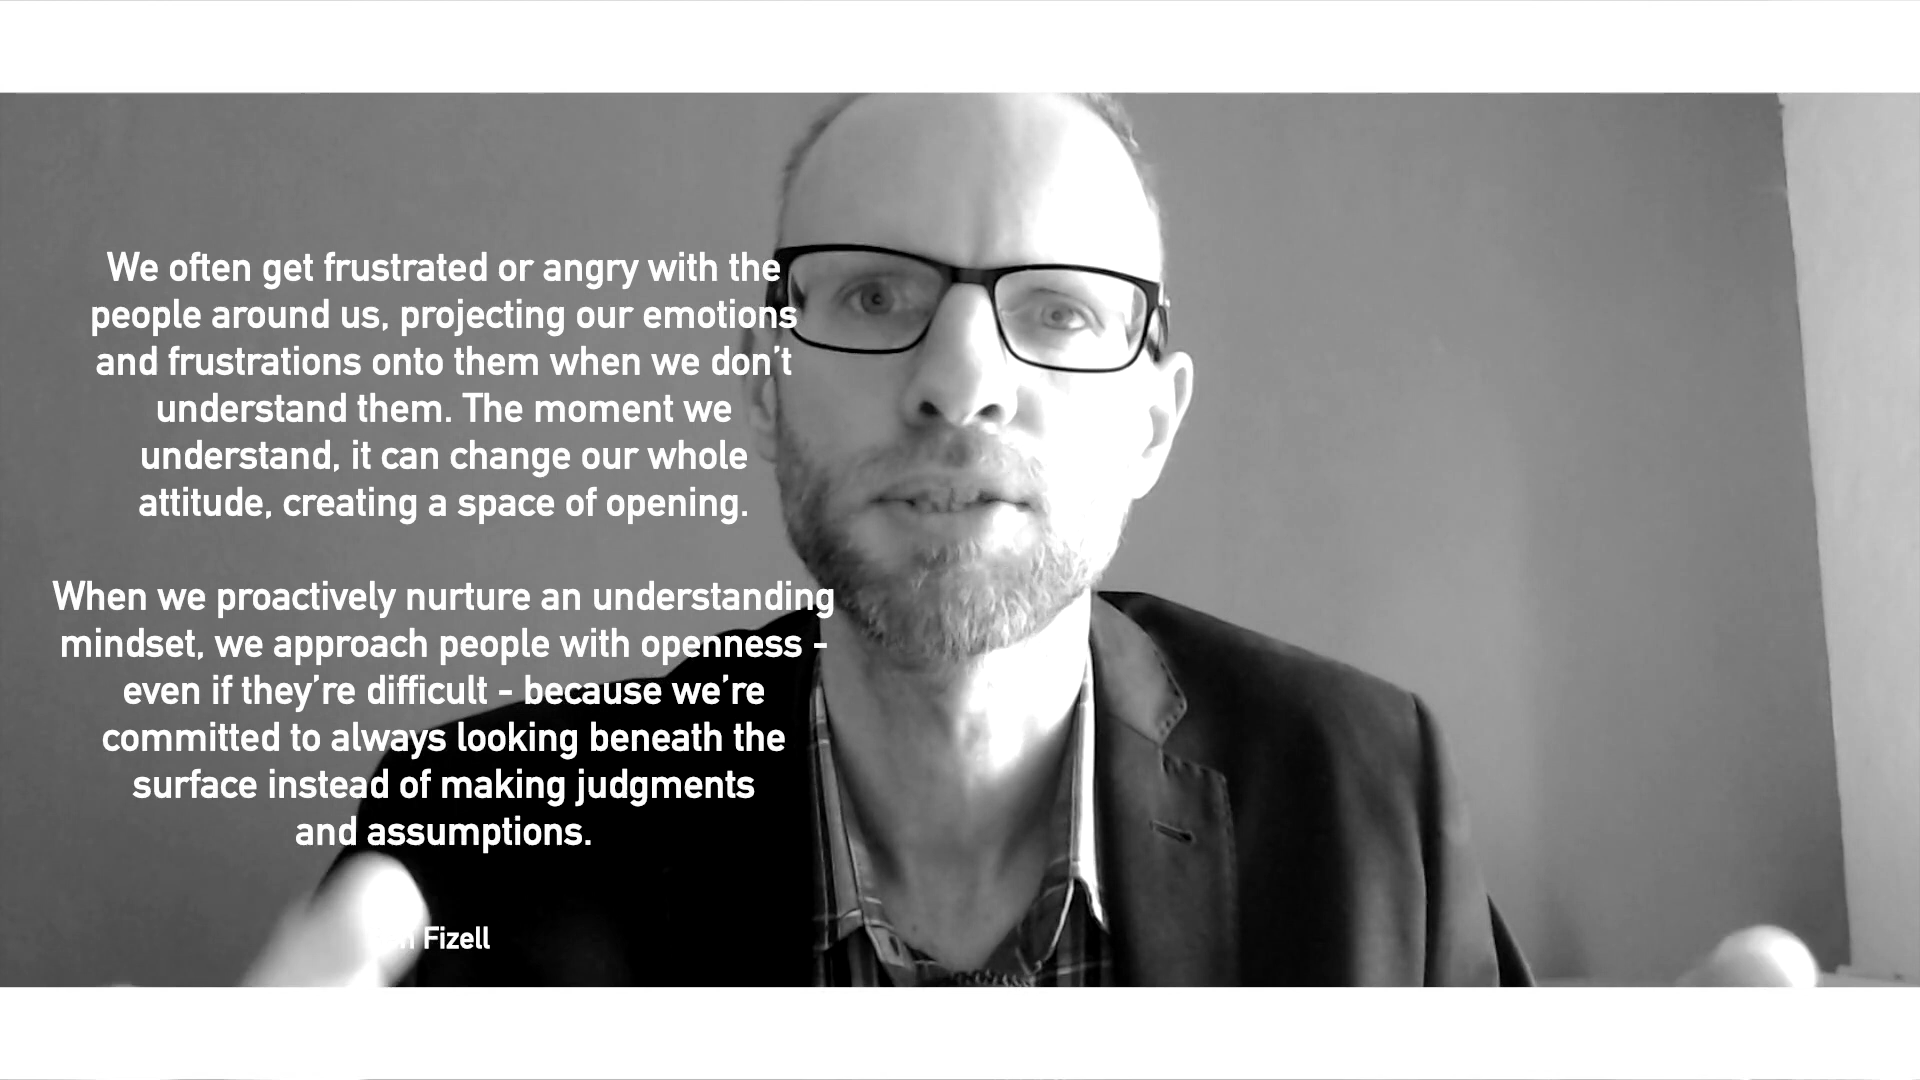 We often get frustrated or angry with the
people around us, projecting our emotions
and frustrations onto them when we don’t
understand them. The moment we
understand, it can change our whole
attitude, creating a space of opening.
When we proactively nurture an understanding
mindset, we approach people with openness -
even if they’re difficult - because we’re
committed to always looking beneath the
surface instead of making judgments
and assumptions.
Fizell